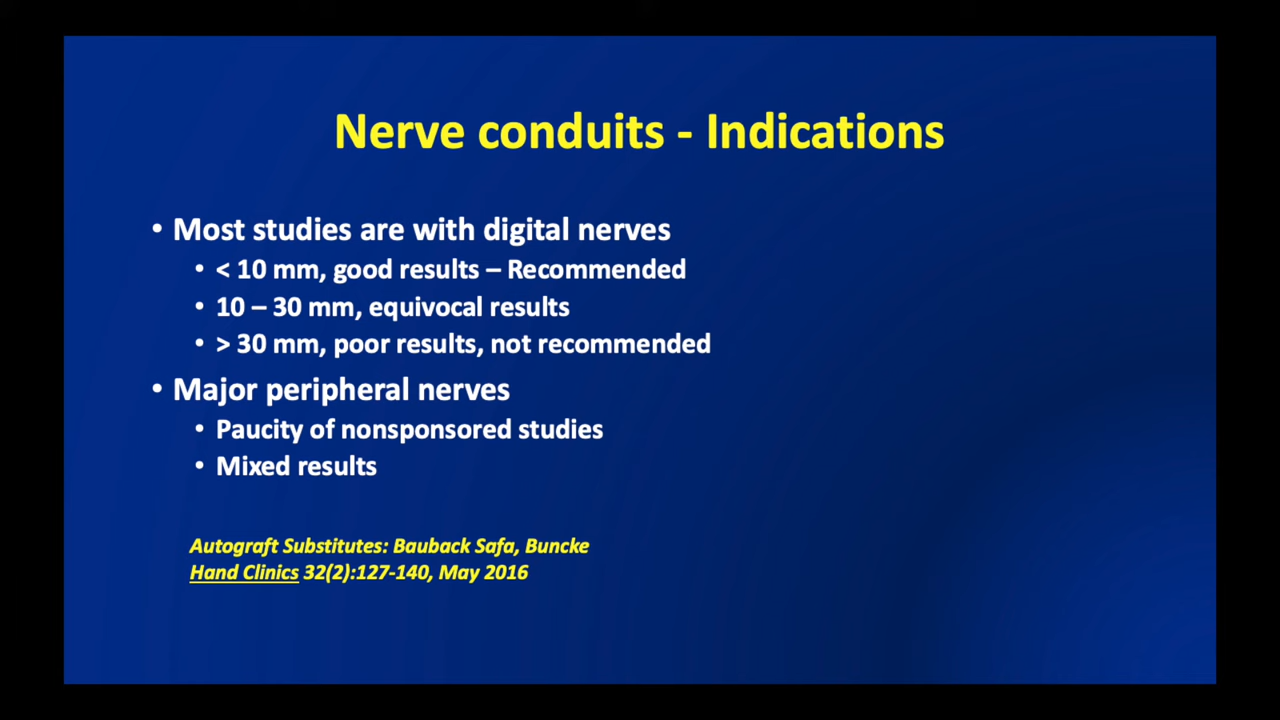 Nerve conduits - Indications
• Most studies are with digital nerves
• < 10 mm, good results – Recommended
• 10 – 30 mm, equivocal results
• > 30 mm, poor results, not recommended
• Major peripheral nerves
• Paucity of nonsponsored studies
• Mixed results
Autograft Substitutes: Bauback Safa, Buncke
Hand Clinics 32(2):127-140, May 2016